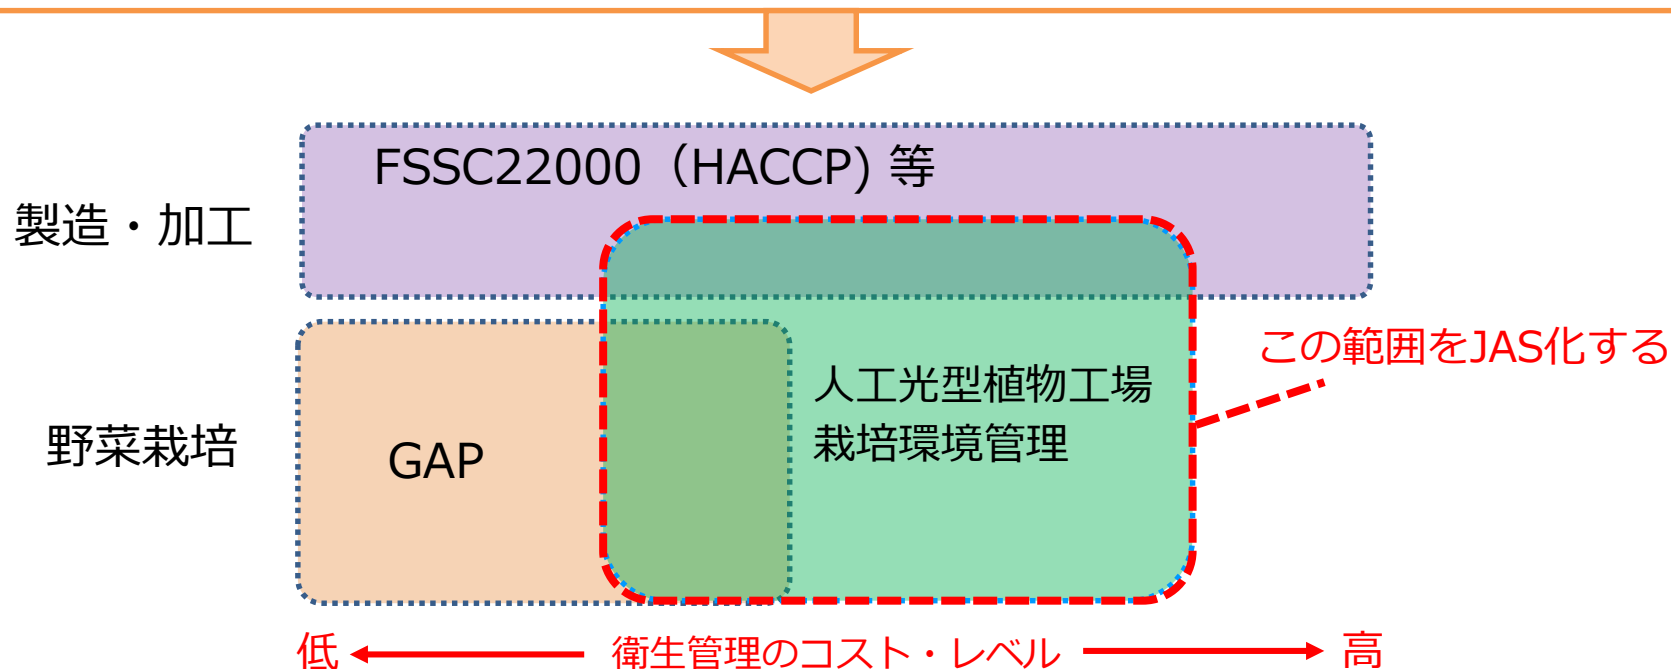 FSSC22000（HACCP) 等
製造・加工
この範囲をJAS化する
人工光型植物工場
栽培環境管理
野菜栽培
GAP
低 衛生管理のコスト・レベル 高